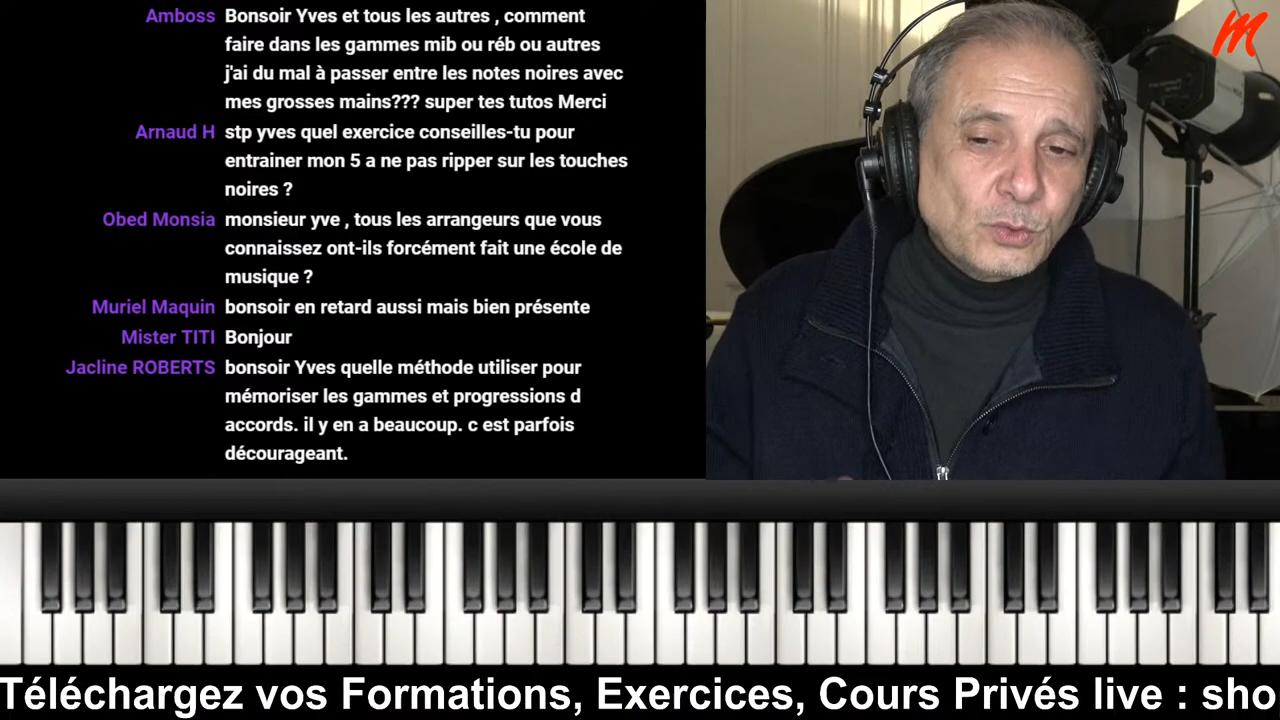 Amboss Bonsoir Yves et tous les autres , comment
faire dans les gammes mib ou réb ou autres
j'ai du mal à passer entre les notes noires avec
mes grosses mains??? super tes tutos Merci
Arnaud H stp yves quel exercice conseilles-tu pour
entrainer mon 5 a ne pas ripper sur les touches
noires ?
Obed Monsia monsieur yve , tous les arrangeurs que vous
connaissez ont-ils forcément fait une école de
musique ?
Muriel Maquin bonsoir en retard aussi mais bien présente
Mister TITI Bonjour
Jacline ROBERTS bonsoir Yves quelle méthode utiliser pour
mémoriser les gammes et progressions d
accords. il y en a beaucoup. c est parfois
décourageant.
M
Téléchargez vos Formations, Exercices, Cours Privés live : sho